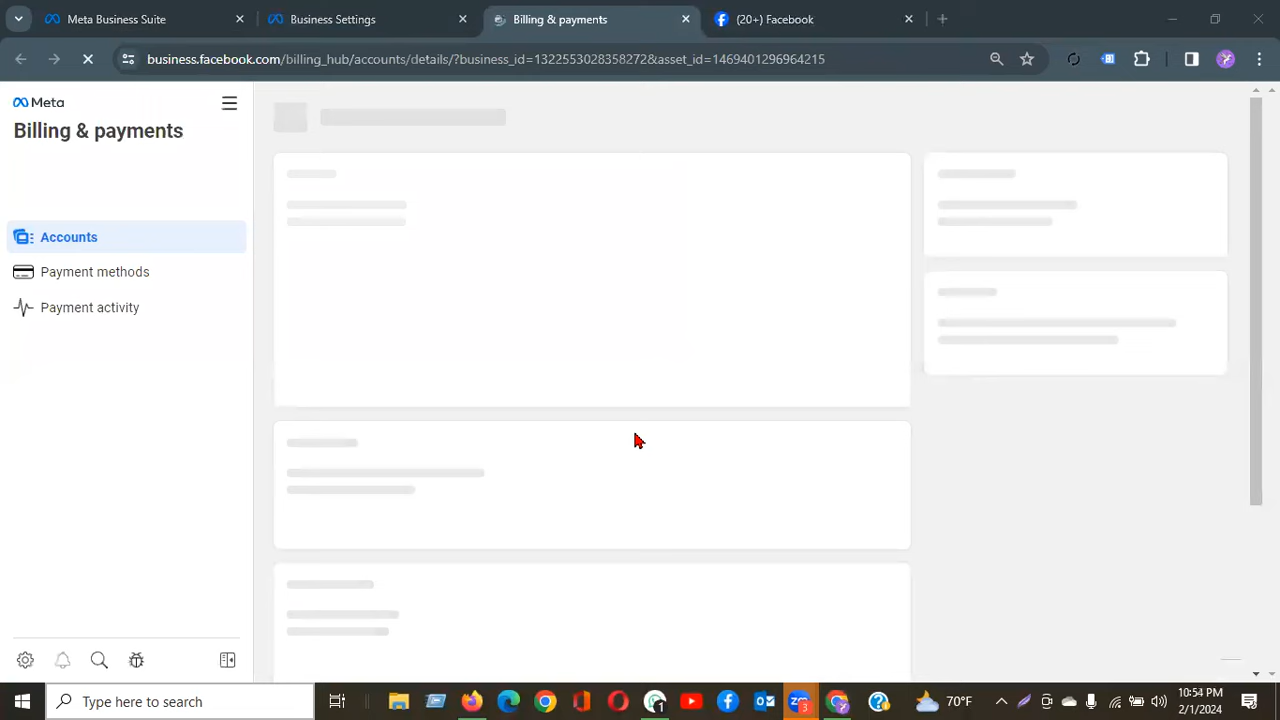 Meta Business Suite
Business Settings
Billing & payments
(20+) Facebook
business.facebook.com/billing_hub/accounts/details/?business_id=1322553028358272&asset_id=1469401296964215
Meta
Billing & payments
Accounts
Payment methods
Payment activity
Type here to search
1
3
70°F
10:54 PM
2/1/2024